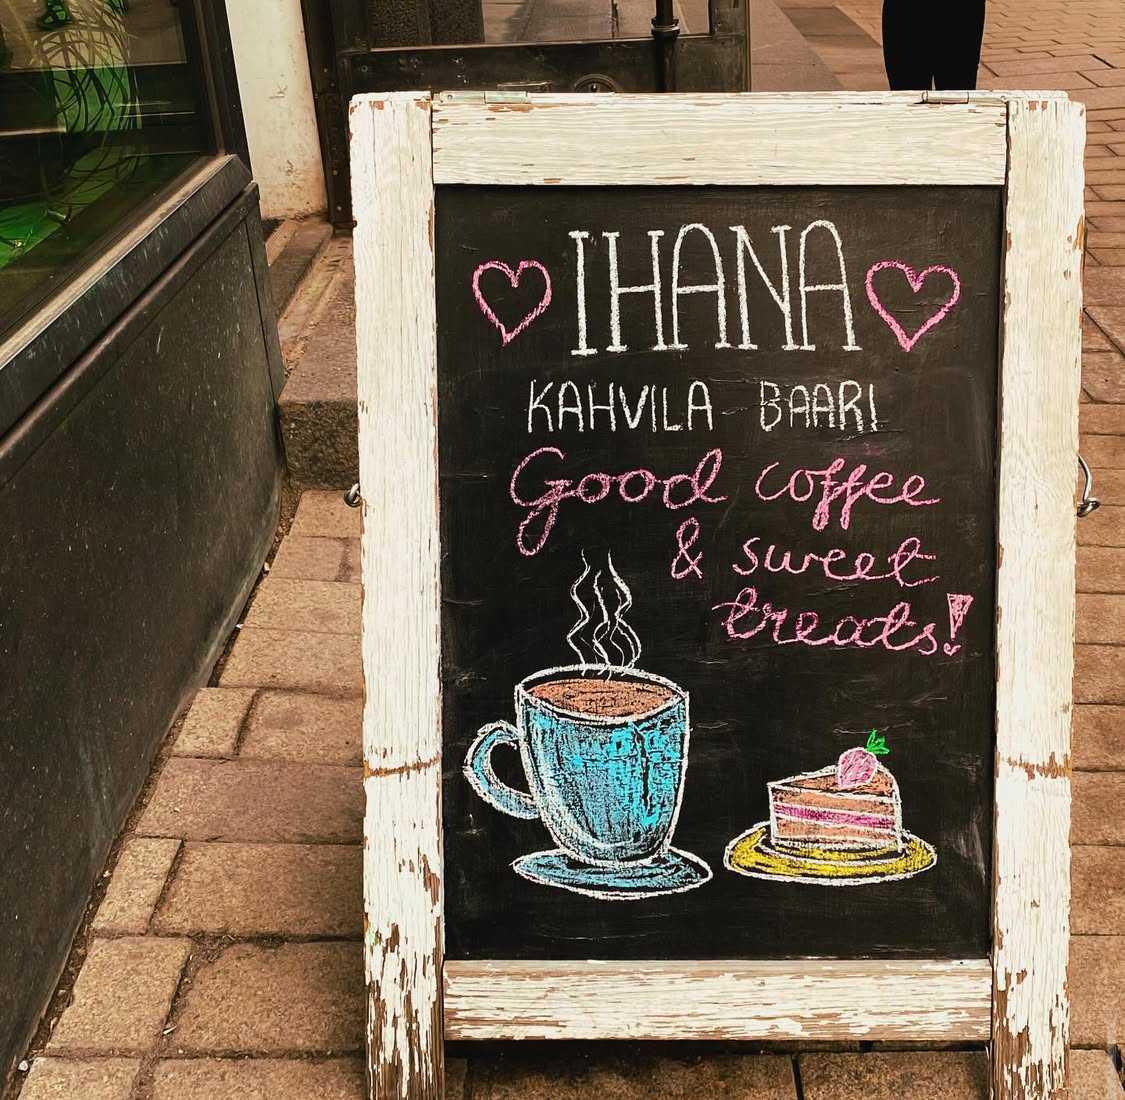 IHANA
KAHVILA BAARI
Good coffee
& sweet
treats!